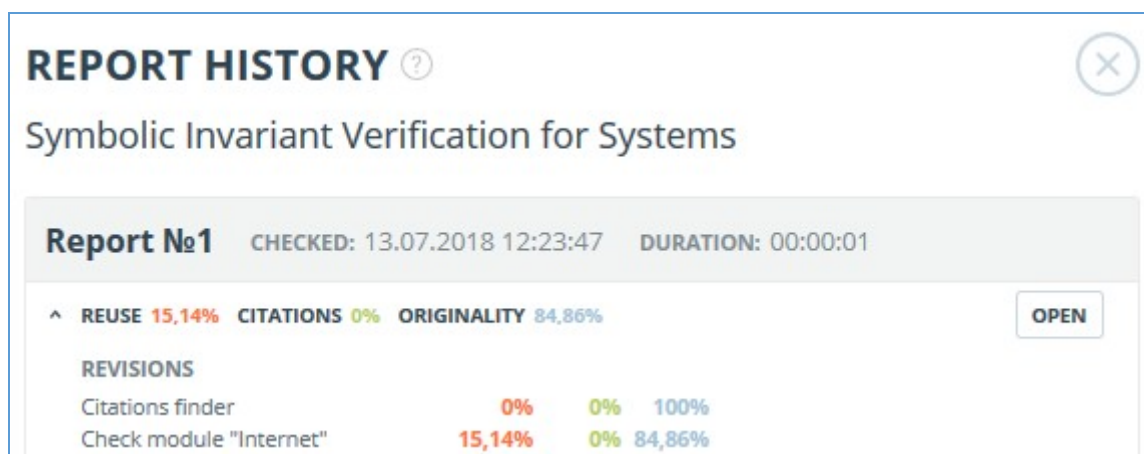 REPORT HISTORY ?
Symbolic Invariant Verification for Systems
Report №1 CHECKED: 13.07.2018 12:23:47 DURATION: 00:00:01
^ REUSE 15,14% CITATIONS 0% ORIGINALITY 84,86% OPEN
REVISIONS
Citations finder 0% 0% 100%
Check module "Internet" 15,14% 0% 84,86%